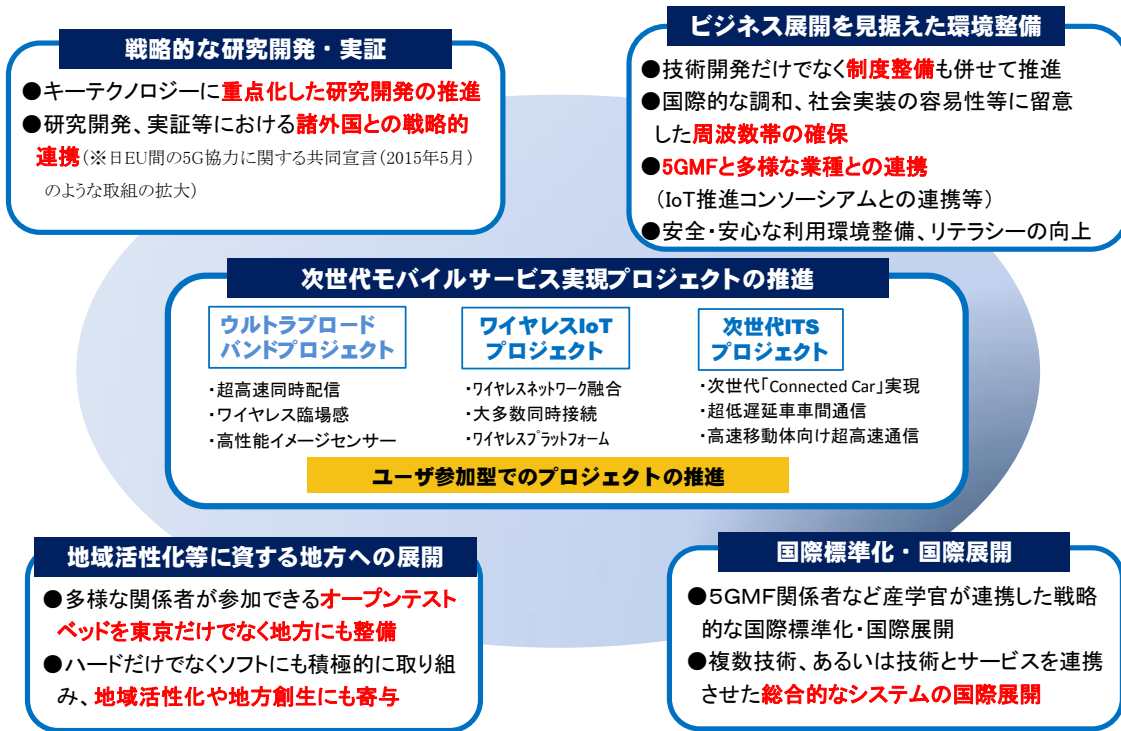 戦略的な研究開発・実証
●キーテクノロジーに重点化した研究開発の推進
●研究開発、実証等における諸外国との戦略的
連携(※日EU間の5G協力に関する共同宣言(2015年5月)
のような取組の拡大)
ビジネス展開を見据えた環境整備
●技術開発だけでなく制度整備も併せて推進
●国際的な調和、社会実装の容易性等に留意
した周波数帯の確保
●5GMFと多様な業種との連携
(IoT推進コンソーシアムとの連携等)
●安全・安心な利用環境整備、リテラシーの向上
次世代モバイルサービス実現プロジェクトの推進
ウルトラブロード
バンドプロジェクト
・超高速同時配信
・ワイヤレス臨場感
・高性能イメージセンサー
ワイヤレスIoT
プロジェクト
・ワイヤレスネットワーク融合
・大多数同時接続
・ワイヤレスプラットフォーム
次世代ITS
プロジェクト
・次世代「Connected Car」実現
・超低遅延車車間通信
・高速移動体向け超高速通信
ユーザ参加型でのプロジェクトの推進
地域活性化等に資する地方への展開
●多様な関係者が参加できるオープンテスト
ベッドを東京だけでなく地方にも整備
●ハードだけでなくソフトにも積極的に取り組
み、地域活性化や地方創生にも寄与
国際標準化・国際展開
●5GMF関係者など産学官が連携した戦略
的な国際標準化・国際展開
●複数技術、あるいは技術とサービスを連携
させた総合的なシステムの国際展開